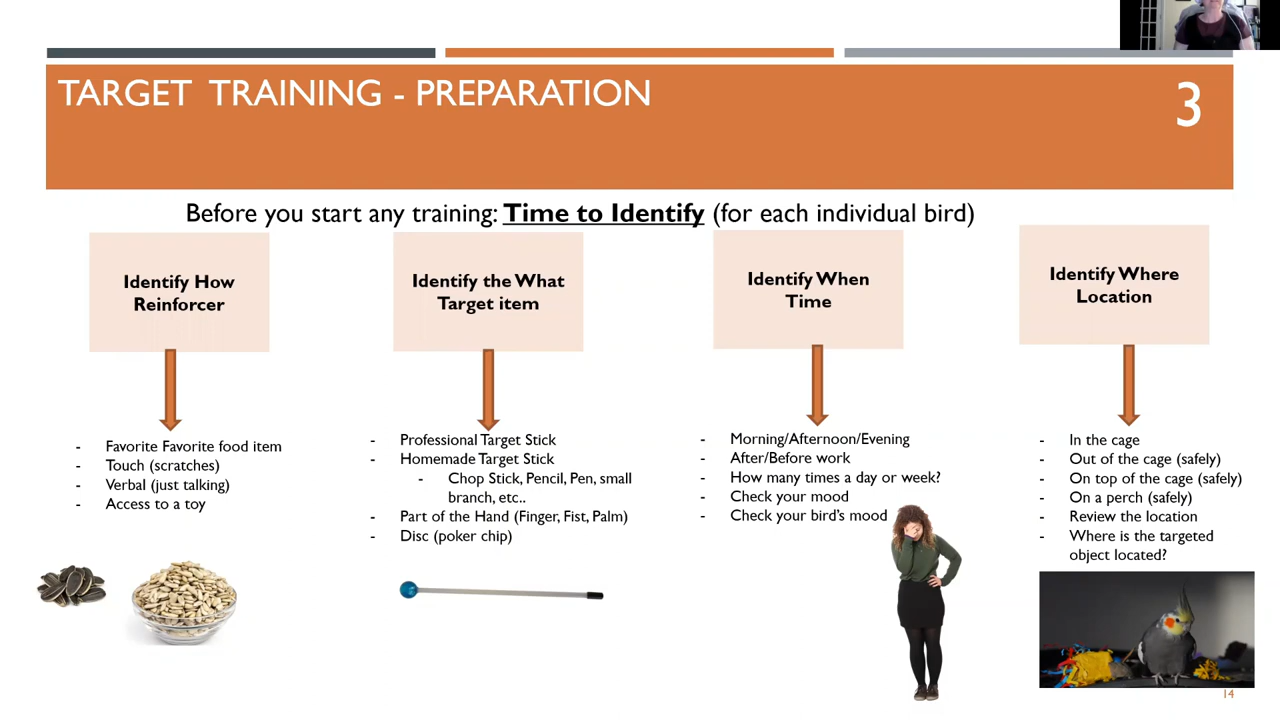 TARGET TRAINING - PREPARATION
3
Before you start any training: Time to Identify (for each individual bird)
Identify How
Reinforcer
- Favorite Favorite food item
- Touch (scratches)
- Verbal (just talking)
- Access to a toy
Identify the What
Target item
- Professional Target Stick
- Homemade Target Stick
- Chop Stick, Pencil, Pen, small
branch, etc..
- Part of the Hand (Finger, Fist, Palm)
- Disc (poker chip)
Identify When
Time
- Morning/Afternoon/Evening
- After/Before work
- How many times a day or week?
- Check your mood
- Check your bird's mood
Identify Where
Location
- In the cage
- Out of the cage (safely)
- On top of the cage (safely)
- On a perch (safely)
- Review the location
- Where is the targeted
object located?
14